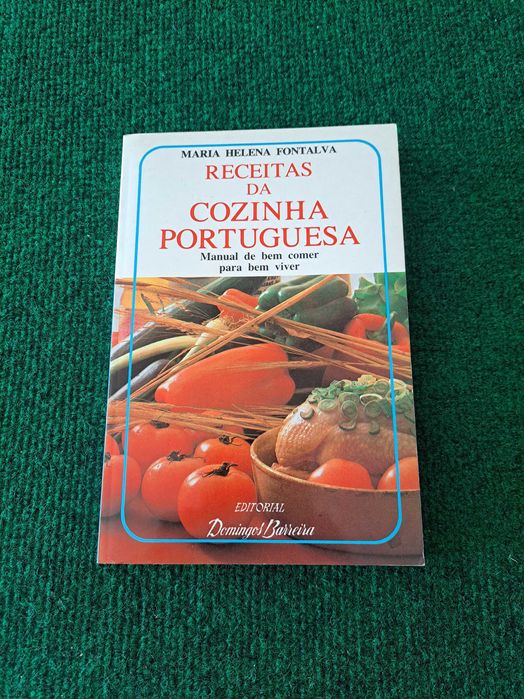 MARIA HELENA FONTALVA
RECEITAS
DA
COZINHA
PORTUGUESA
Manual de bem comer
para bem viver
EDITORIAL
Domingos Barreira